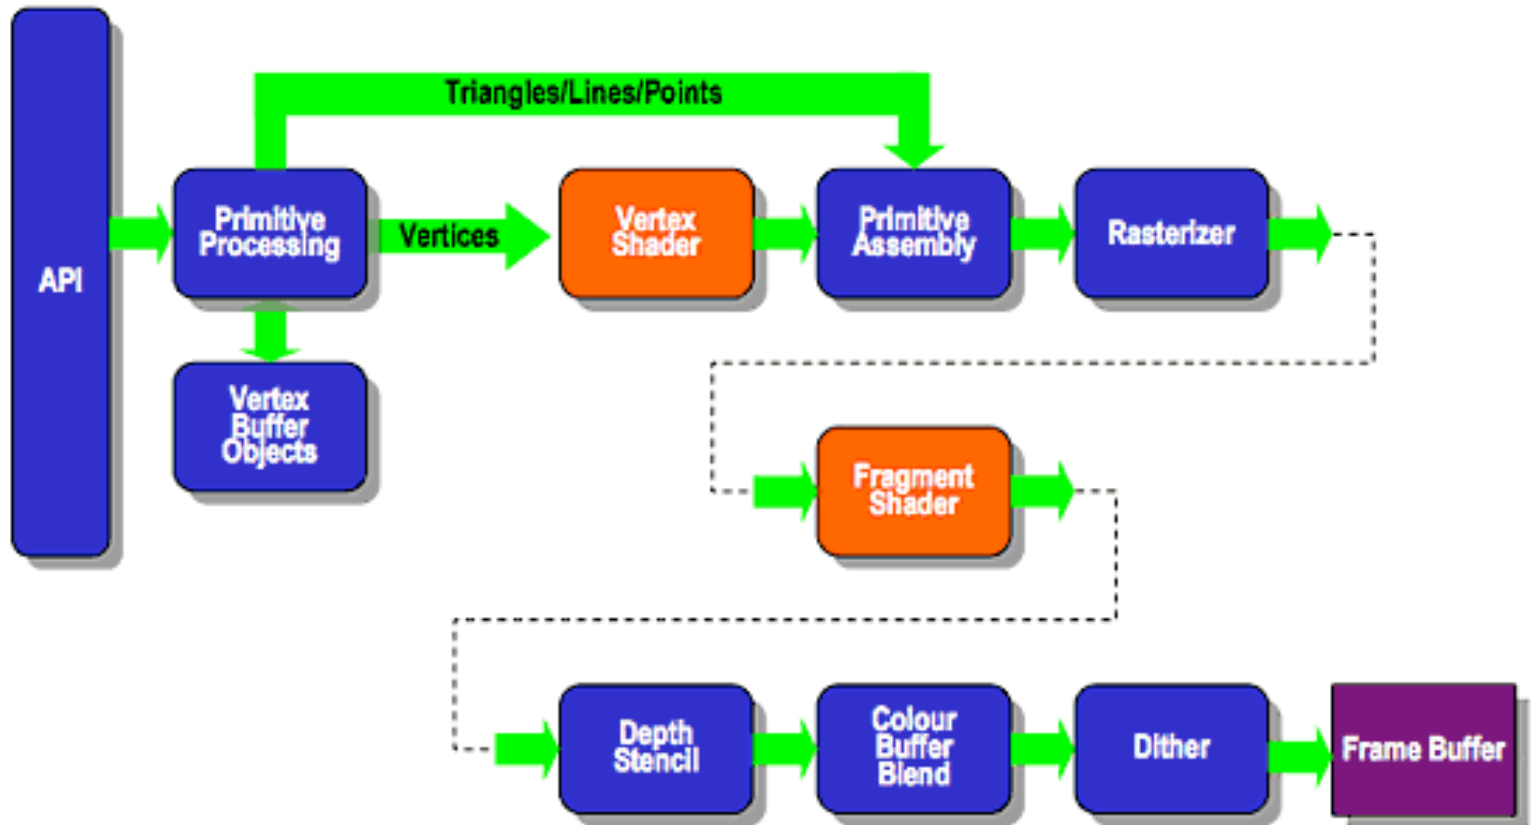 Triangles/Lines/Points
API
Primitive
Processing
Vertices
Vertex
Shader
Primitive
Assembly
Rasterizer
Vertex
Buffer
Objects
Fragment
Shader
Depth
Stencil
Colour
Buffer
Blend
Dither
Frame Buffer